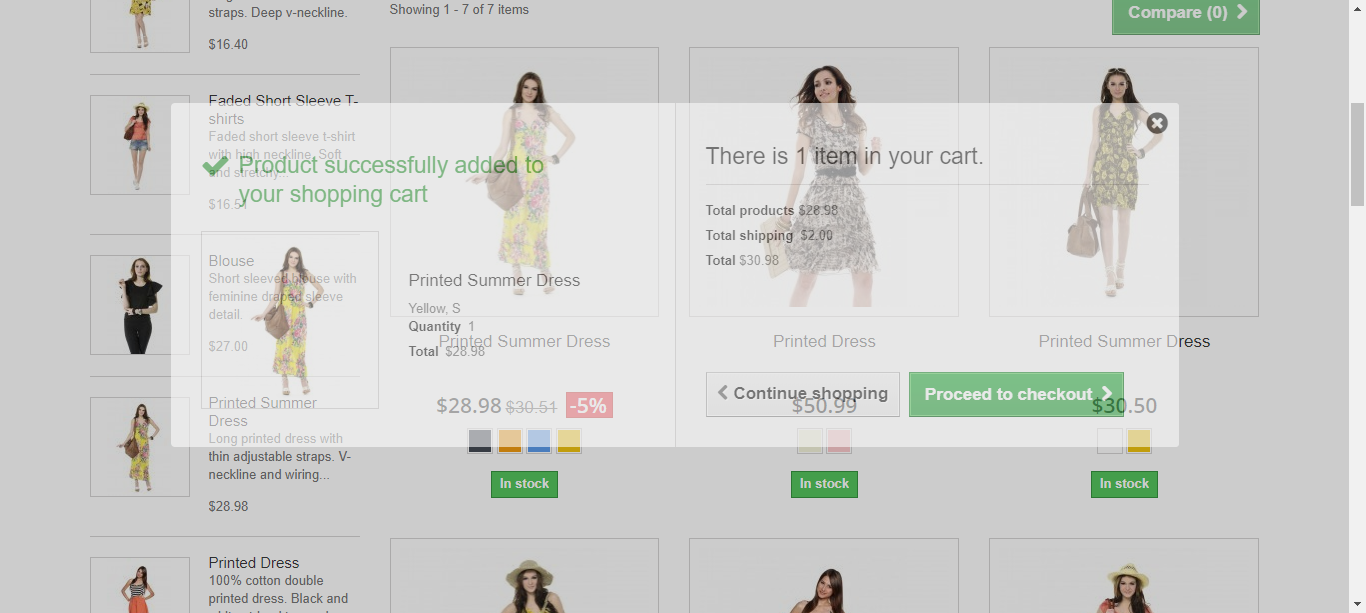 straps. Deep v-neckline.
$16.40
Faded Short Sleeve T-
shirts
Faded short sleeve t-shirt
with high neckline. Soft
and stretchy...
$16.51
Blouse
Short sleeved blouse with
feminine draped sleeve
detail.
$27.00
Printed Summer
Dress
Long printed dress with
thin adjustable straps. V-
neckline and wiring...
$28.98
Printed Dress
100% cotton double
printed dress. Black and
Showing 1 - 7 of 7 items
Compare (0)
Product successfully added to
your shopping cart
Printed Summer Dress
Yellow, S
Quantity 1
Total $28.98
There is 1 item in your cart.
Total products $28.98
Total shipping $2.00
Total $30.98
Continue shopping
Proceed to checkout
Printed Summer Dress
$28.98 $30.51 -5%
In stock
Printed Dress
$50.99
In stock
Printed Summer Dress
$30.50
In stock